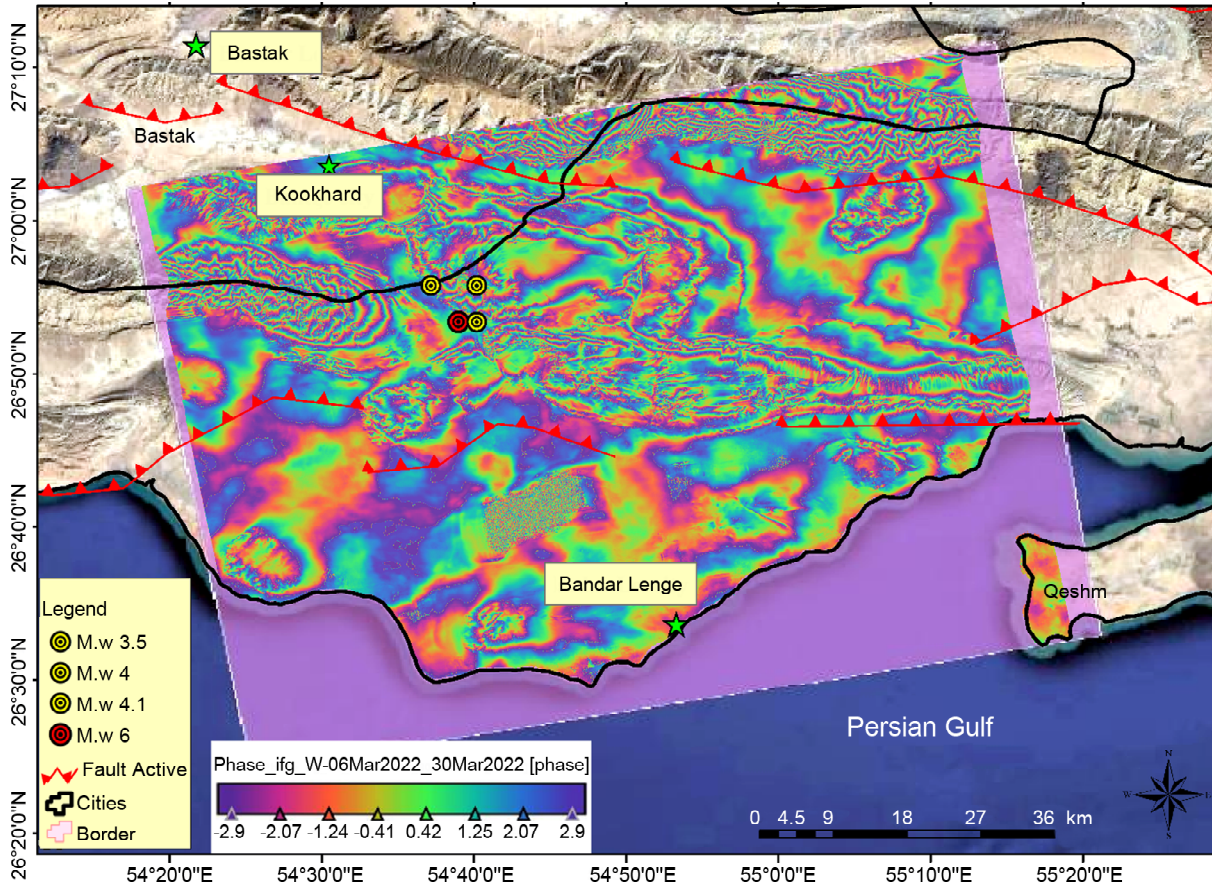 Bastak
Bastak
Kookhard
Bandar Lenge
Qeshm
Persian Gulf
27°10'0"N
27°0'0"N
26°50'0"N
26°40'0"N
26°30'0"N
26°20'0"N
Legend
M.w 3.5
M.w 4
M.w 4.1
M.w 6
Fault Active
Cities
Border
Phase_ifg_W-06Mar2022_30Mar2022 [phase]
-2.9 -2.07 -1.24 -0.41 0.42 1.25 2.07 2.9
0 4.5 9 18 27 36 km
N
W
S
54°20'0"E 54°30'0"E 54°40'0"E 54°50'0"E 55°0'0"E 55°10'0"E 55°20'0"E